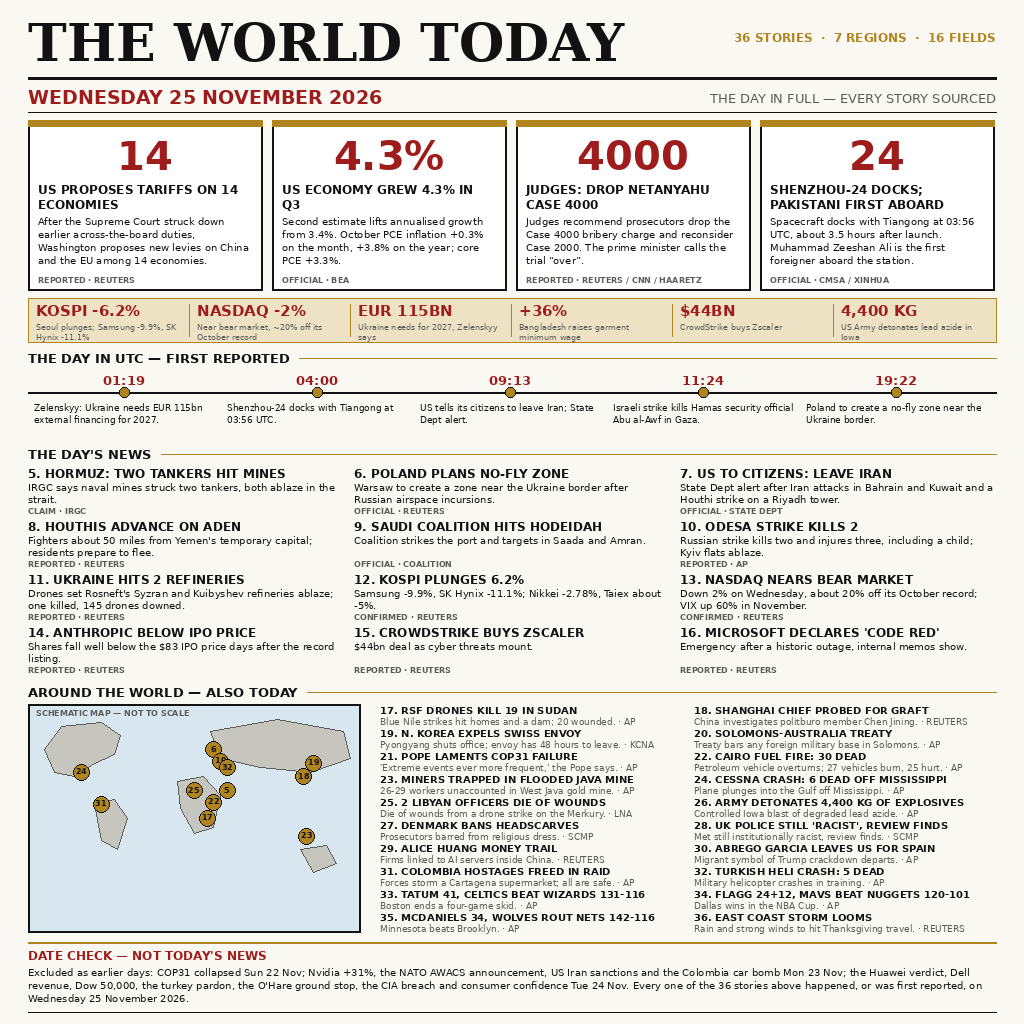 THE WORLD TODAY
36 STORIES · 7 REGIONS · 16 FIELDS
WEDNESDAY 25 NOVEMBER 2026
THE DAY IN FULL — EVERY STORY SOURCED
14
US PROPOSES TARIFFS ON 14
ECONOMIES
After the Supreme Court struck down
earlier across-the-board duties,
Washington proposes new levies on China
and the EU among 14 economies.
REPORTED · REUTERS
4.3%
US ECONOMY GREW 4.3% IN
Q3
Second estimate lifts annualised growth
from 3.4%. October PCE inflation +0.3%
on the month, +3.8% on the year; core
PCE +3.3%.
OFFICIAL · BEA
4000
JUDGES: DROP NETANYAHU
CASE 4000
Judges recommend prosecutors drop the
Case 4000 bribery charge and reconsider
Case 2000. The prime minister calls the
trial “over”.
REPORTED · REUTERS / CNN / HAARETZ
24
SHENZHOU-24 DOCKS;
PAKISTANI FIRST ABOARD
Spacecraft docks with Tiangong at 03:56
UTC, about 3.5 hours after launch.
Muhammad Zeeshan Ali is the first
foreigner aboard the station.
OFFICIAL · CMSA / XINHUA
KOSPI -6.2%
Seoul plunges; Samsung -9.9%, SK
Hynix -11.1%
NASDAQ -2%
Near bear market, ~20% off its
October record
EUR 115BN
Ukraine needs for 2027, Zelenskyy
says
+36%
Bangladesh raises garment
minimum wage
$44BN
CrowdStrike buys Zscaler
4,400 KG
US Army detonates lead azide in
Iowa
THE DAY IN UTC — FIRST REPORTED
01:19
Zelenskyy: Ukraine needs EUR 115bn
external financing for 2027.
04:00
Shenzhou-24 docks with Tiangong at
03:56 UTC.
09:13
US tells its citizens to leave Iran; State
Dept alert.
11:24
Israeli strike kills Hamas security official
Abu al-Awf in Gaza.
19:22
Poland to create a no-fly zone near the
Ukraine border.
THE DAY'S NEWS
5. HORMUZ: TWO TANKERS HIT MINES
IRGC says naval mines struck two tankers, both ablaze in the
strait.
CLAIM · IRGC
6. POLAND PLANS NO-FLY ZONE
Warsaw to create a zone near the Ukraine border after
Russian airspace incursions.
OFFICIAL · REUTERS
7. US TO CITIZENS: LEAVE IRAN
State Dept alert after Iran attacks in Bahrain and Kuwait and a
Houthi strike on a Riyadh tower.
OFFICIAL · STATE DEPT
8. HOUTHIS ADVANCE ON ADEN
Fighters about 50 miles from Yemen's temporary capital;
residents prepare to flee.
REPORTED · REUTERS
9. SAUDI COALITION HITS HODEIDAH
Coalition strikes the port and targets in Saada and Amran.
OFFICIAL · COALITION
10. ODESA STRIKE KILLS 2
Russian strike kills two and injures three, including a child;
Kyiv flats ablaze.
REPORTED · AP
11. UKRAINE HITS 2 REFINERIES
Drones set Rosneft's Syzran and Kuibyshev refineries ablaze;
one killed, 145 drones downed.
REPORTED · REUTERS
12. KOSPI PLUNGES 6.2%
Samsung -9.9%, SK Hynix -11.1%; Nikkei -2.78%, Taiex about
-5%.
CONFIRMED · REUTERS
13. NASDAQ NEARS BEAR MARKET
Down 2% on Wednesday, about 20% off its October record;
VIX up 60% in November.
CONFIRMED · REUTERS
14. ANTHROPIC BELOW IPO PRICE
Shares fall well below the $83 IPO price days after the record
listing.
REPORTED · REUTERS
15. CROWDSTRIKE BUYS ZSCALER
$44bn deal as cyber threats mount.
REPORTED · REUTERS
16. MICROSOFT DECLARES 'CODE RED'
Emergency after a historic outage, internal memos show.
REPORTED · REUTERS
AROUND THE WORLD — ALSO TODAY
SCHEMATIC MAP — NOT TO SCALE
6
32
19
18
24
25
5
22
31
17
23
17. RSF DRONES KILL 19 IN SUDAN
Blue Nile strikes hit homes and a dam; 20 wounded. · AP
18. SHANGHAI CHIEF PROBED FOR GRAFT
China investigates politburo member Chen Jining. · REUTERS
19. N. KOREA EXPELS SWISS ENVOY
Pyongyang shuts office; envoy has 48 hours to leave. · KCNA
20. SOLOMONS-AUSTRALIA TREATY
Treaty bars any foreign military base in Solomons. · AP
21. POPE LAMENTS COP31 FAILURE
'Extreme events ever more frequent,' the Pope says. · AP
22. CAIRO FUEL FIRE: 30 DEAD
Petroleum vehicle overturns; 27 vehicles burn, 25 hurt. · AP
23. MINERS TRAPPED IN FLOODED JAVA MINE
26-29 workers unaccounted in West Java gold mine. · AP
24. CESSNA CRASH: 6 DEAD OFF MISSISSIPPI
Plane plunges into the Gulf off Mississippi. · AP
25. 2 LIBYAN OFFICERS DIE OF WOUNDS
Die of wounds from a drone strike on the Merkury. · LNA
26. ARMY DETONATES 4,400 KG OF EXPLOSIVES
Controlled Iowa blast of degraded lead azide. · AP
27. DENMARK BANS HEADSCARVES
Prosecutors barred from religious dress. · SCMP
28. UK POLICE STILL 'RACIST', REVIEW FINDS
Met still institutionally racist, review finds. · SCMP
29. ALICE HUANG MONEY TRAIL
Firms linked to AI servers inside China. · REUTERS
30. ABREGO GARCIA LEAVES US FOR SPAIN
Migrant symbol of Trump crackdown departs. · AP
31. COLOMBIA HOSTAGES FREED IN RAID
Forces storm a Cartagena supermarket; all are safe. · AP
32. TURKISH HELI CRASH: 5 DEAD
Military helicopter crashes in training. · AP
33. TATUM 41, CELTICS BEAT WIZARDS 131-116
Boston ends a four-game skid. · AP
34. FLAGG 24+12, MAVS BEAT NUGGETS 120-101
Dallas wins in the NBA Cup. · AP
35. MCDANIELS 34, WOLVES ROUT NETS 142-116
Minnesota beats Brooklyn. · AP
36. EAST COAST STORM LOOMS
Rain and strong winds to hit Thanksgiving travel. · REUTERS
DATE CHECK — NOT TODAY'S NEWS
Excluded as earlier days: COP31 collapsed Sun 22 Nov; Nvidia +31%, the NATO AWACS announcement, US Iran sanctions and the Colombia car bomb Mon 23 Nov; the Huawei verdict, Dell
revenue, Dow 50,000, the turkey pardon, the O'Hare ground stop, the CIA breach and consumer confidence Tue 24 Nov. Every one of the 36 stories above happened, or was first reported, on
Wednesday 25 November 2026.